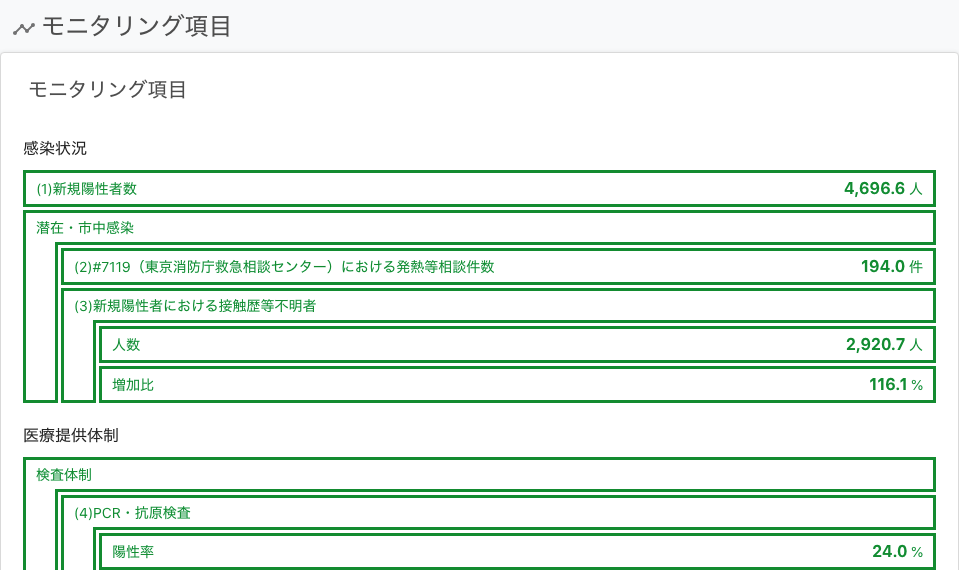 モニタリング項目
モニタリング項目
感染状況
(1)新規陽性者数 4,696.6 人
潜在・市中感染
(2)#7119（東京消防庁救急相談センター）における発熱等相談件数 194.0 件
(3)新規陽性者における接触歴等不明者
人数 2,920.7 人
増加比 116.1 %
医療提供体制
検査体制
(4)PCR・抗原検査
陽性率 24.0 %